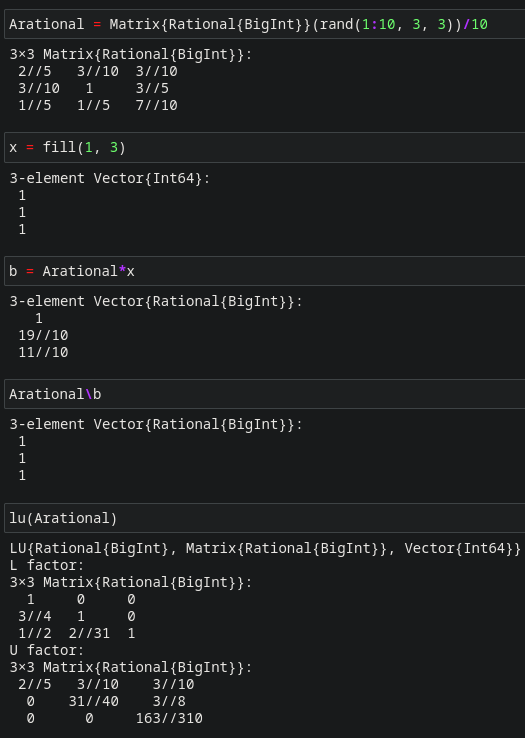 Arational = Matrix{Rational{BigInt}}(rand(1:10, 3, 3))/10
3×3 Matrix{Rational{BigInt}}:
2//5 3//10 3//10
3//10 1 3//5
1//5 1//5 7//10
x = fill(1, 3)
3-element Vector{Int64}:
1
1
1
b = Arational*x
3-element Vector{Rational{BigInt}}:
1
19//10
11//10
Arational\b
3-element Vector{Rational{BigInt}}:
1
1
1
lu(Arational)
LU{Rational{BigInt}, Matrix{Rational{BigInt}}, Vector{Int64}}
L factor:
3×3 Matrix{Rational{BigInt}}:
1 0 0
3//4 1 0
1//2 2//31 1
U factor:
3×3 Matrix{Rational{BigInt}}:
2//5 3//10 3//10
0 31//40 3//8
0 0 163//310